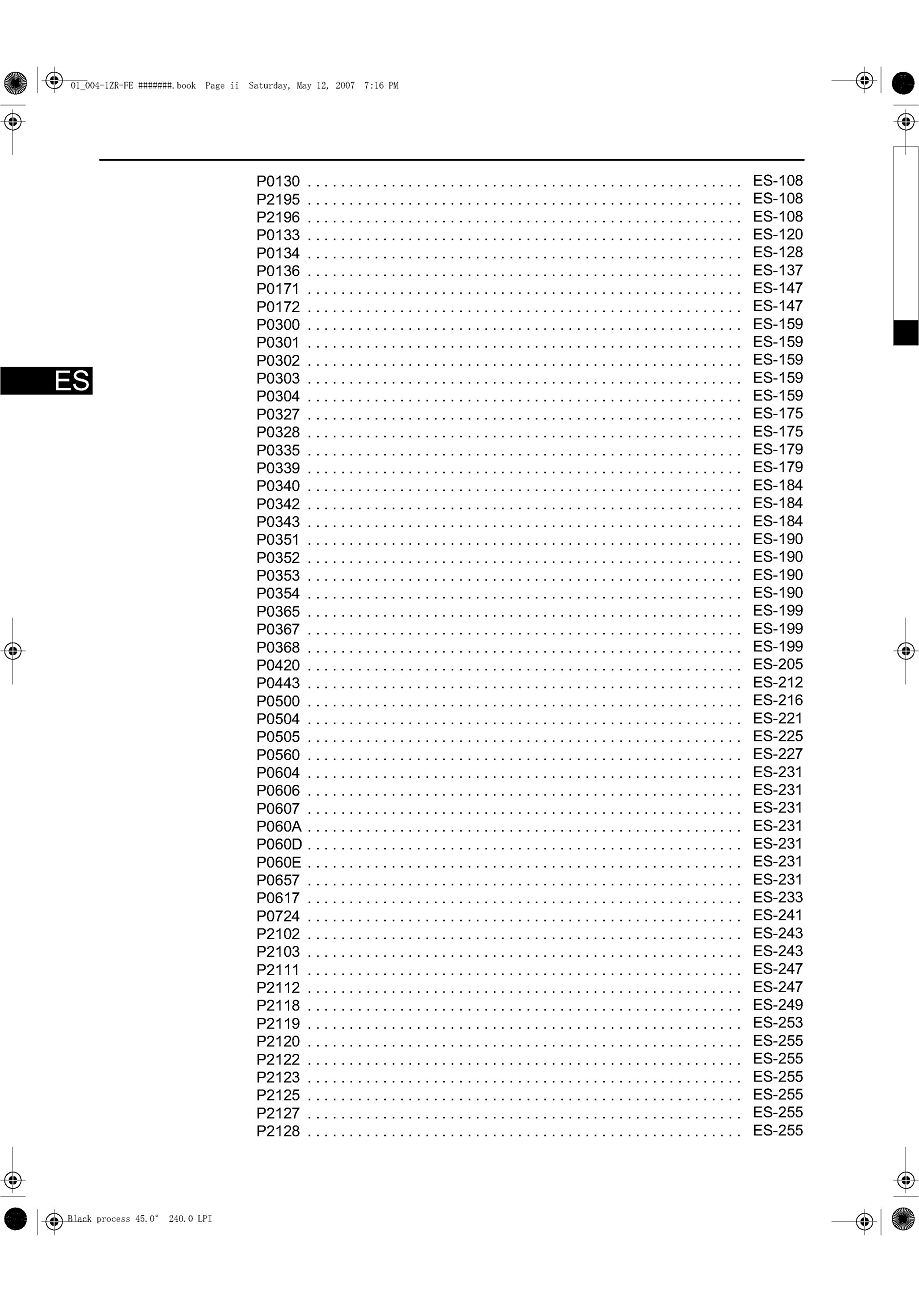 01_004-1ZR-FE #######.book Page ii Saturday, May 12, 2007 7:16 PM
P0130 . . . . . . . . . . . . . . . . . . . . ES-108
P2195 . . . . . . . . . . . . . . . . . . . . ES-108
P2196 . . . . . . . . . . . . . . . . . . . . ES-108
P0133 . . . . . . . . . . . . . . . . . . . . ES-120
P0134 . . . . . . . . . . . . . . . . . . . . ES-128
P0136 . . . . . . . . . . . . . . . . . . . . ES-137
P0171 . . . . . . . . . . . . . . . . . . . . ES-147
P0172 . . . . . . . . . . . . . . . . . . . . ES-147
P0300 . . . . . . . . . . . . . . . . . . . . ES-159
P0301 . . . . . . . . . . . . . . . . . . . . ES-159
P0302 . . . . . . . . . . . . . . . . . . . . ES-159
P0303 . . . . . . . . . . . . . . . . . . . . ES-159
ES
P0304 . . . . . . . . . . . . . . . . . . . . ES-159
P0327 . . . . . . . . . . . . . . . . . . . . ES-175
P0328 . . . . . . . . . . . . . . . . . . . . ES-175
P0335 . . . . . . . . . . . . . . . . . . . . ES-179
P0339 . . . . . . . . . . . . . . . . . . . . ES-179
P0340 . . . . . . . . . . . . . . . . . . . . ES-184
P0342 . . . . . . . . . . . . . . . . . . . . ES-184
P0343 . . . . . . . . . . . . . . . . . . . . ES-184
P0351 . . . . . . . . . . . . . . . . . . . . ES-190
P0352 . . . . . . . . . . . . . . . . . . . . ES-190
P0353 . . . . . . . . . . . . . . . . . . . . ES-190
P0354 . . . . . . . . . . . . . . . . . . . . ES-190
P0365 . . . . . . . . . . . . . . . . . . . . ES-199
P0367 . . . . . . . . . . . . . . . . . . . . ES-199
P0368 . . . . . . . . . . . . . . . . . . . . ES-199
P0420 . . . . . . . . . . . . . . . . . . . . ES-205
P0443 . . . . . . . . . . . . . . . . . . . . ES-212
P0500 . . . . . . . . . . . . . . . . . . . . ES-216
P0504 . . . . . . . . . . . . . . . . . . . . ES-221
P0505 . . . . . . . . . . . . . . . . . . . . ES-225
P0560 . . . . . . . . . . . . . . . . . . . . ES-227
P0604 . . . . . . . . . . . . . . . . . . . . ES-231
P0606 . . . . . . . . . . . . . . . . . . . . ES-231
P0607 . . . . . . . . . . . . . . . . . . . . ES-231
P060A . . . . . . . . . . . . . . . . . . . . ES-231
P060D . . . . . . . . . . . . . . . . . . . . ES-231
P060E . . . . . . . . . . . . . . . . . . . . ES-231
P0657 . . . . . . . . . . . . . . . . . . . . ES-231
P0617 . . . . . . . . . . . . . . . . . . . . ES-233
P0724 . . . . . . . . . . . . . . . . . . . . ES-241
P2102 . . . . . . . . . . . . . . . . . . . . ES-243
P2103 . . . . . . . . . . . . . . . . . . . . ES-243
P2111 . . . . . . . . . . . . . . . . . . . . ES-247
P2112 . . . . . . . . . . . . . . . . . . . . ES-247
P2118 . . . . . . . . . . . . . . . . . . . . ES-249
P2119 . . . . . . . . . . . . . . . . . . . . ES-253
P2120 . . . . . . . . . . . . . . . . . . . . ES-255
P2122 . . . . . . . . . . . . . . . . . . . . ES-255
P2123 . . . . . . . . . . . . . . . . . . . . ES-255
P2125 . . . . . . . . . . . . . . . . . . . . ES-255
P2127 . . . . . . . . . . . . . . . . . . . . ES-255
P2128 . . . . . . . . . . . . . . . . . . . . ES-255
Black process 45.0° 240.0 LPI